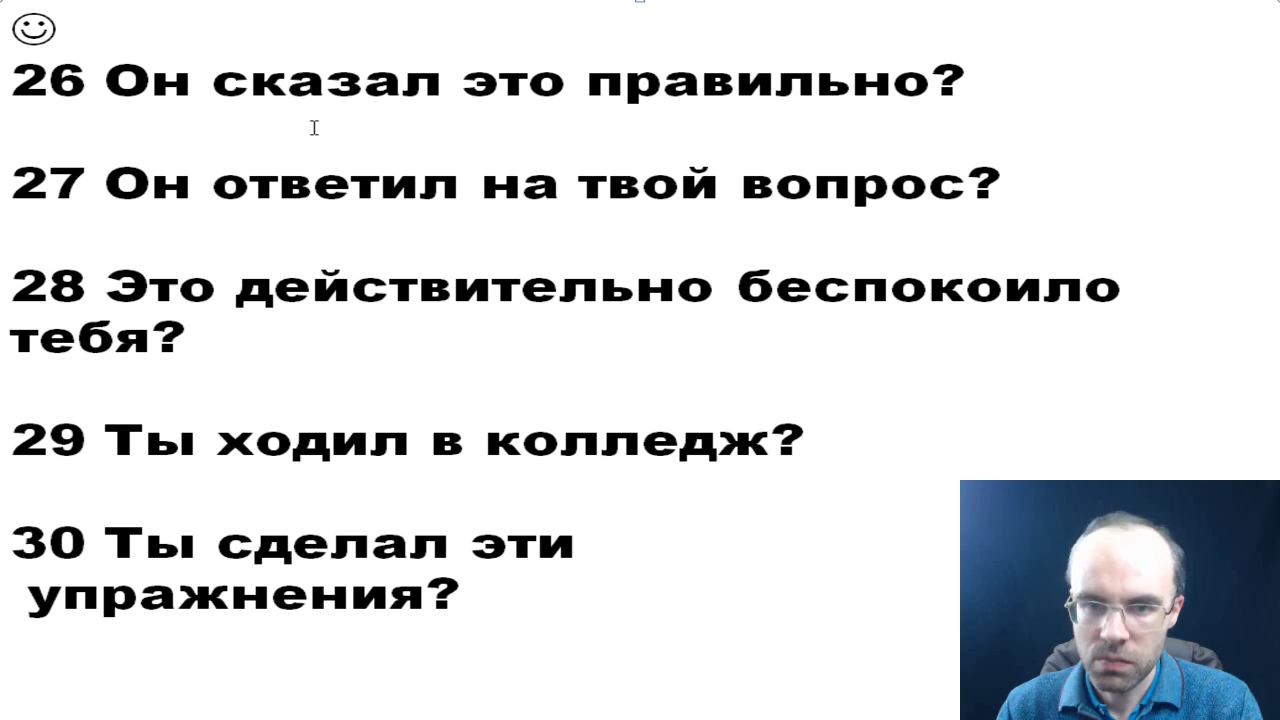 26 Он сказал это правильно?
27 Он ответил на твой вопрос?
28 Это действительно беспокоило
тебя?
29 Ты ходил в колледж?
30 Ты сделал эти
упражнения?